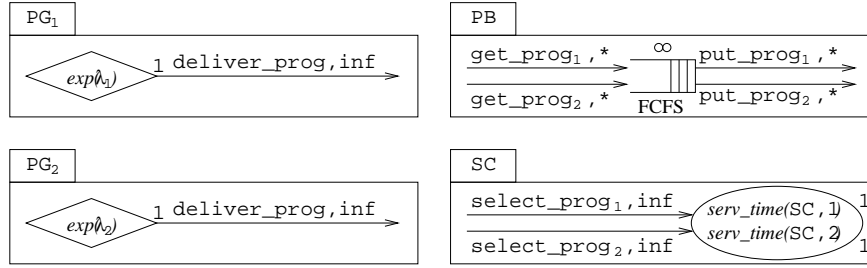 PG₁
exp(λ₁)
1
deliver_prog,inf
PB
get_prog₁,*
∞
put_prog₁,*
get_prog₂,*
FCFS
put_prog₂,*
PG₂
exp(λ₂)
1
deliver_prog,inf
SC
select_prog₁,inf
serv_time(SC,1)
1
serv_time(SC,2)
select_prog₂,inf
1